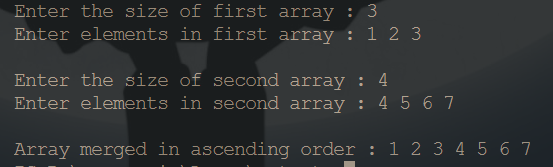 Enter the size of first array : 3
Enter elements in first array : 1 2 3
Enter the size of second array : 4
Enter elements in second array : 4 5 6 7
Array merged in ascending order : 1 2 3 4 5 6 7